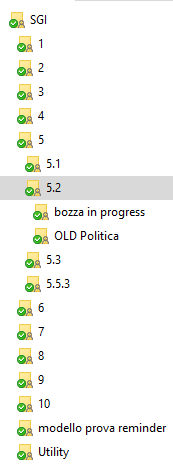 SGI
1
2
3
4
5
5.1
5.2
bozza in progress
OLD Politica
5.3
5.5.3
6
7
8
9
10
modello prova reminder
Utility